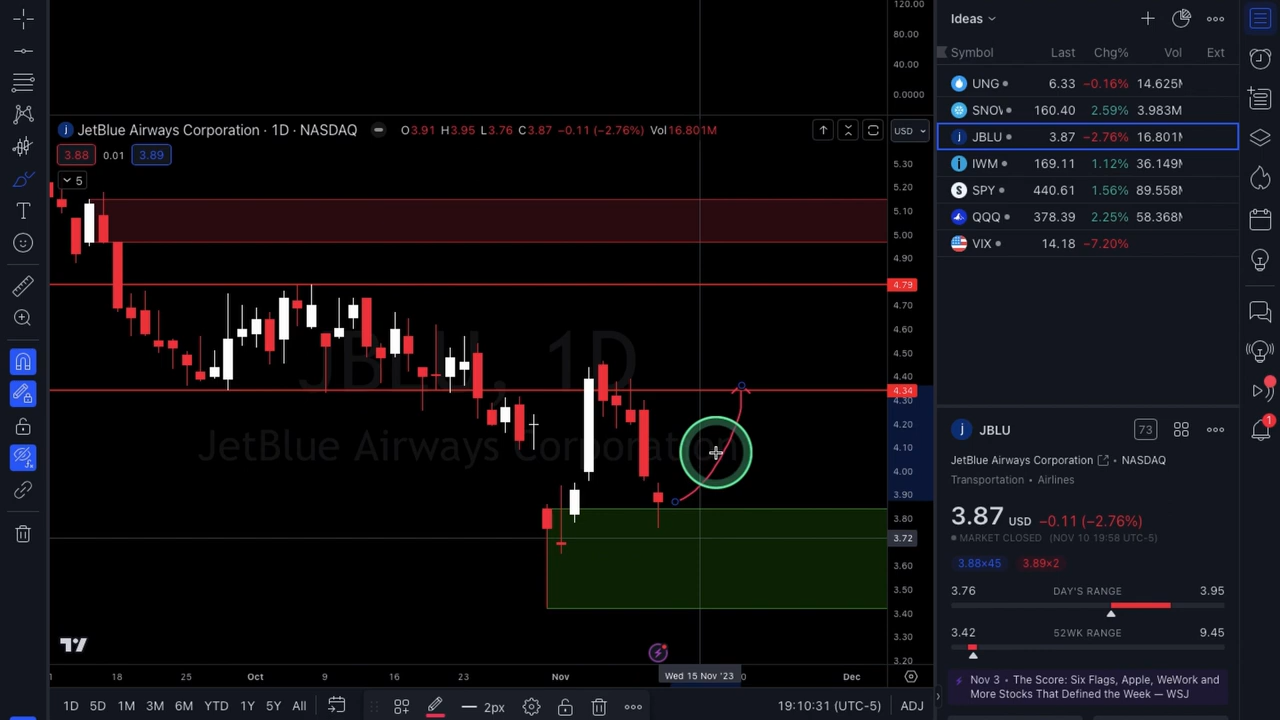 120.00
80.00
40.00
0.0000
JetBlue Airways Corporation · 1D · NASDAQ O3.91 H3.95 L3.76 C3.87 −0.11 (−2.76%) Vol16.801M
USD
3.88 0.01 3.89
5
5.30
5.20
5.10
5.00
4.90
4.79
4.70
4.60
4.50
4.40
4.34
4.30
4.20
4.10
4.00
3.90
3.80
3.72
3.60
3.50
3.40
3.30
3.20
JBLU, 1D
JetBlue Airways Corporation
18 25 Oct 9 16 23 Nov Wed 15 Nov '23 Dec
1D 5D 1M 3M 6M YTD 1Y 5Y All
2px
19:10:31 (UTC-5) ADJ
Ideas
Symbol Last Chg% Vol Ext
UNG 6.33 −0.16% 14.625M
SNOW 160.40 2.59% 3.983M
JBLU 3.87 −2.76% 16.801M
IWM 169.11 1.12% 36.149M
SPY 440.61 1.56% 89.558M
QQQ 378.39 2.25% 58.368M
VIX 14.18 −7.20%
JBLU 73
JetBlue Airways Corporation • NASDAQ
Transportation • Airlines
3.87 USD −0.11 (−2.76%)
MARKET CLOSED (NOV 10 19:58 UTC-5)
3.88×45 3.89×2
3.76 DAY'S RANGE 3.95
3.42 52WK RANGE 9.45
Nov 3 • The Score: Six Flags, Apple, WeWork and
More Stocks That Defined the Week — WSJ
1